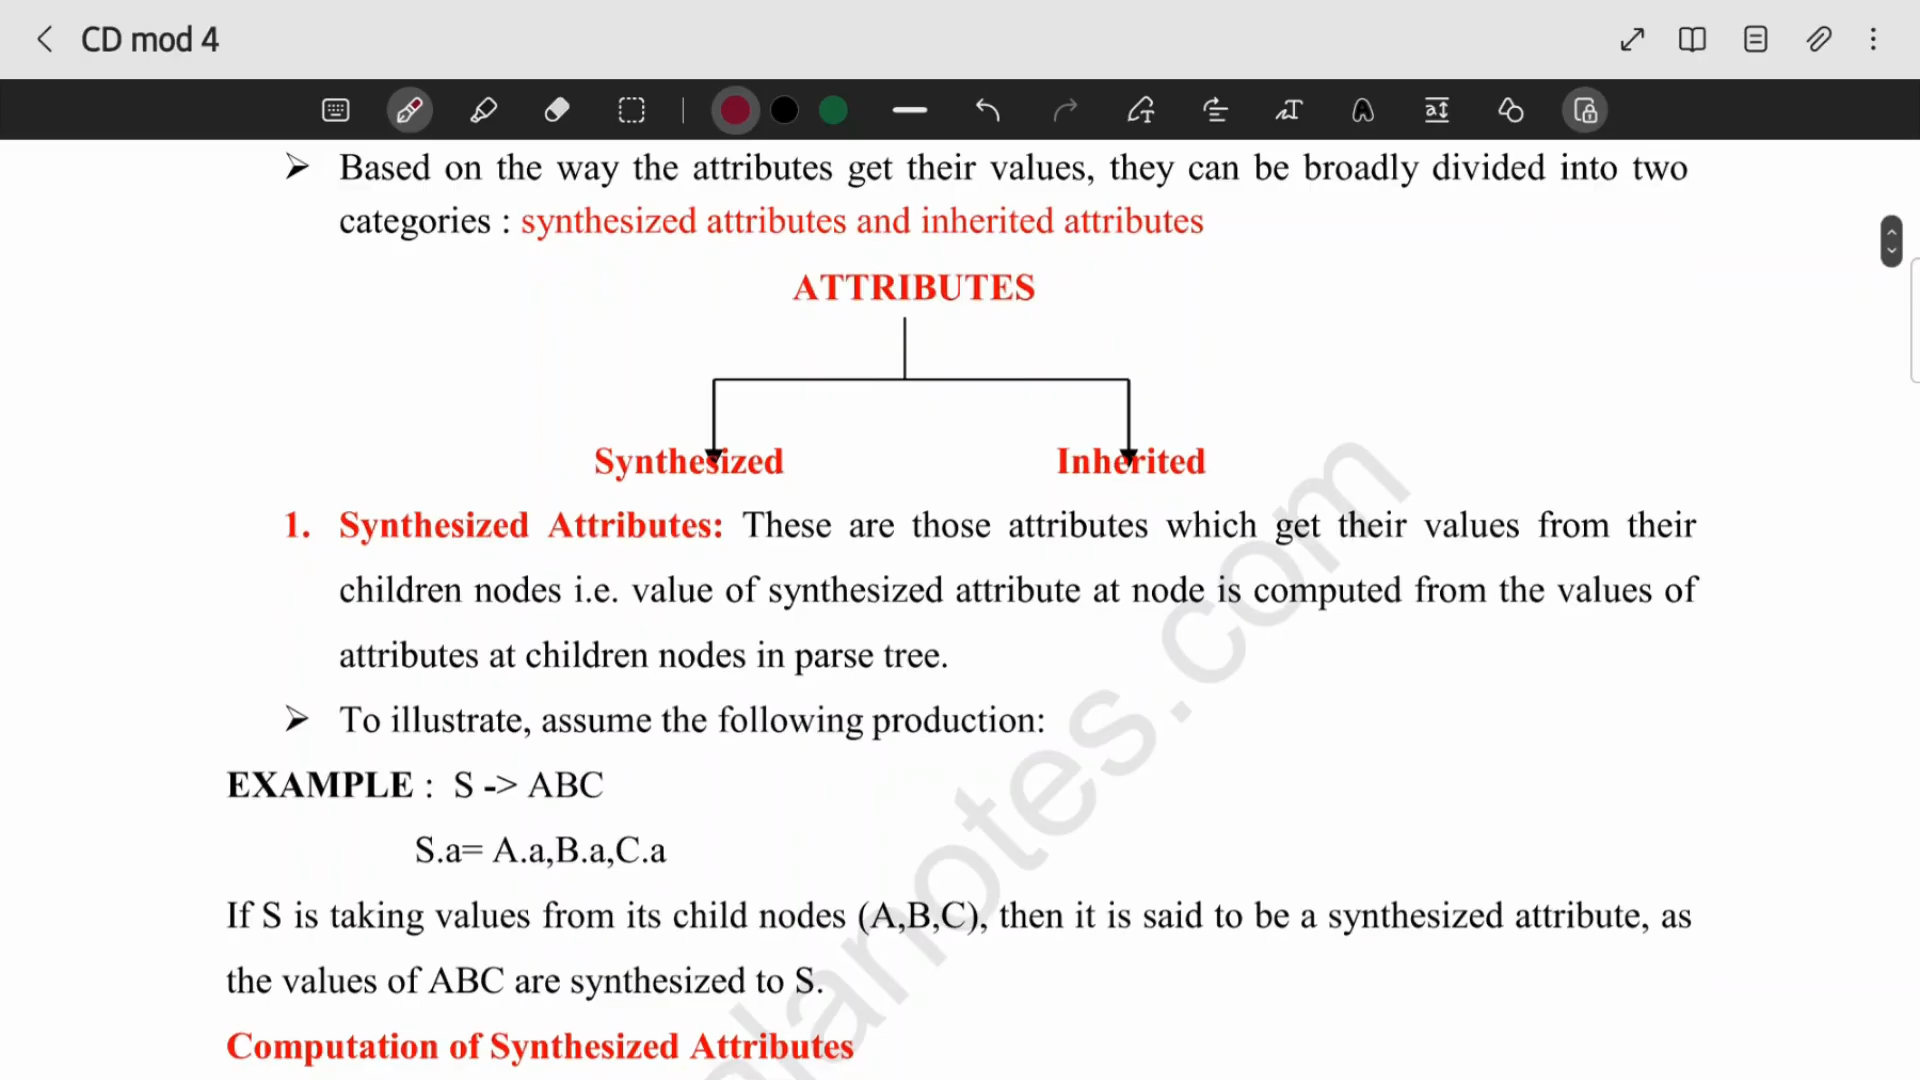 CD mod 4
➢ Based on the way the attributes get their values, they can be broadly divided into two
categories : synthesized attributes and inherited attributes
ATTRIBUTES
Synthesized Inherited
1. Synthesized Attributes: These are those attributes which get their values from their
children nodes i.e. value of synthesized attribute at node is computed from the values of
attributes at children nodes in parse tree.
➢ To illustrate, assume the following production:
EXAMPLE : S -> ABC
S.a= A.a,B.a,C.a
If S is taking values from its child nodes (A,B,C), then it is said to be a synthesized attribute, as
the values of ABC are synthesized to S.
Computation of Synthesized Attributes
alanotes.com